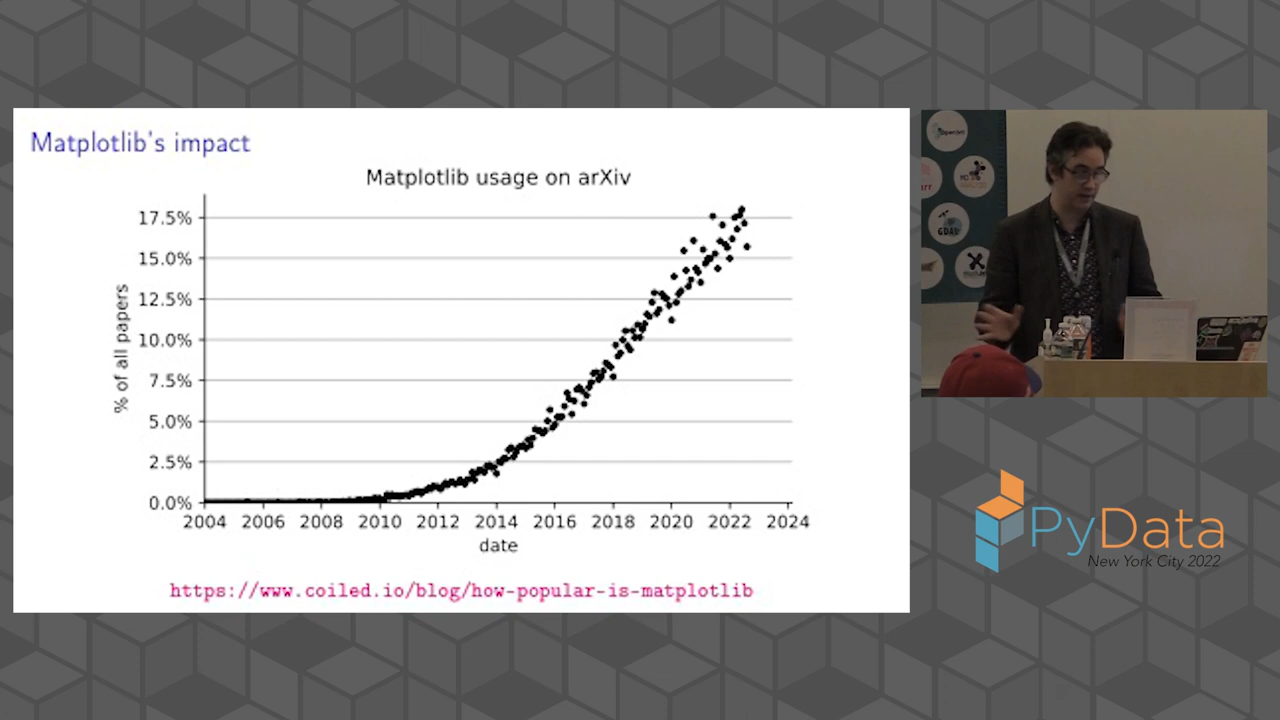 Matplotlib's impact
Matplotlib usage on arXiv
17.5%
15.0%
12.5%
10.0%
7.5%
5.0%
2.5%
0.0%
% of all papers
2004 2006 2008 2010 2012 2014 2016 2018 2020 2022 2024
date
https://www.coiled.io/blog/how-popular-is-matplotlib
GDAL
PyData
New York City 2022